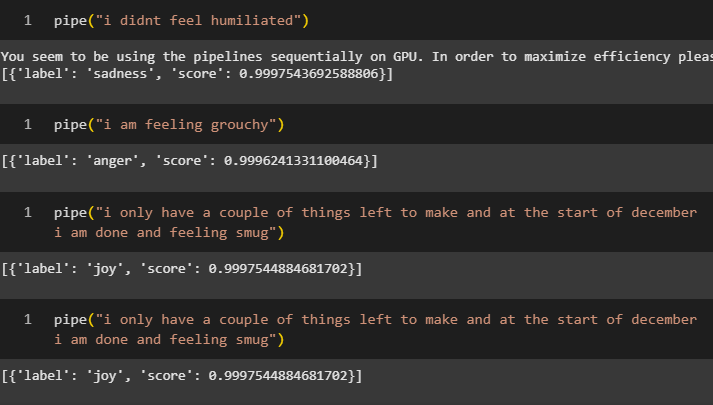 1 pipe("i didnt feel humiliated")
You seem to be using the pipelines sequentially on GPU. In order to maximize efficiency
[{'label': 'sadness', 'score': 0.9997543692588806}]
1 pipe("i am feeling grouchy")
[{'label': 'anger', 'score': 0.9996241331100464}]
1 pipe("i only have a couple of things left to make and at the start of december
i am done and feeling smug")
[{'label': 'joy', 'score': 0.9997544884681702}]
1 pipe("i only have a couple of things left to make and at the start of december
i am done and feeling smug")
[{'label': 'joy', 'score': 0.9997544884681702}]